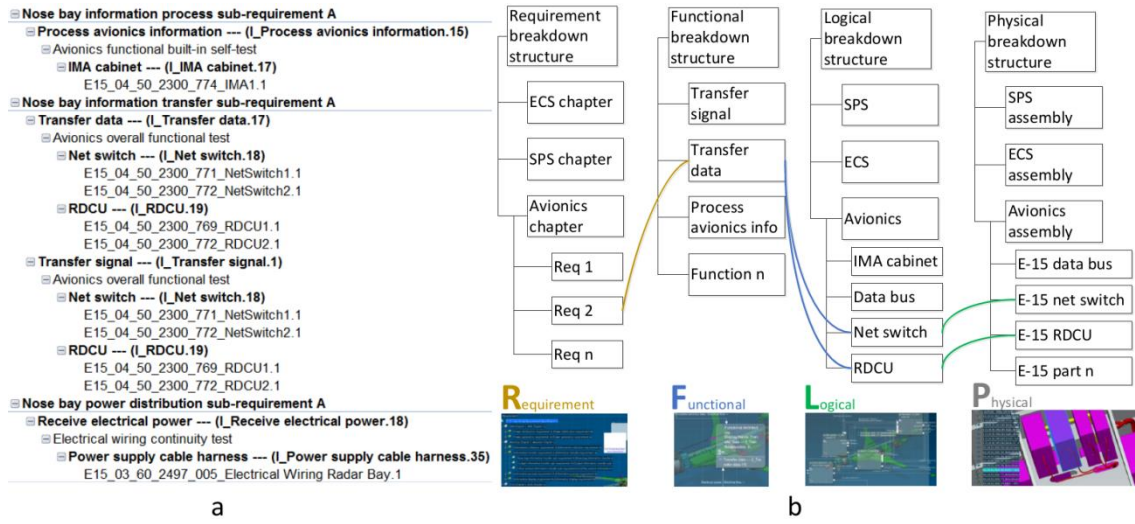 Nose bay information process sub-requirement A
Process avionics information --- (I_Process avionics information.15)
Avionics functional built-in self-test
IMA cabinet --- (I_IMA cabinet.17)
E15_04_50_2300_774_IMA1.1
Nose bay information transfer sub-requirement A
Transfer data --- (I_Transfer data.17)
Avionics overall functional test
Net switch --- (I_Net switch.18)
E15_04_50_2300_771_NetSwitch1.1
E15_04_50_2300_772_NetSwitch2.1
RDCU --- (I_RDCU.19)
E15_04_50_2300_769_RDCU1.1
E15_04_50_2300_772_RDCU2.1
Transfer signal --- (I_Transfer signal.1)
Avionics overall functional test
Net switch --- (I_Net switch.18)
E15_04_50_2300_771_NetSwitch1.1
E15_04_50_2300_772_NetSwitch2.1
RDCU --- (I_RDCU.19)
E15_04_50_2300_769_RDCU1.1
E15_04_50_2300_772_RDCU2.1
Nose bay power distribution sub-requirement A
Receive electrical power --- (I_Receive electrical power.18)
Electrical wiring continuity test
Power supply cable harness --- (I_Power supply cable harness.35)
E15_03_60_2497_005_Electrical Wiring Radar Bay.1
a
Requirement
breakdown
structure
ECS chapter
SPS chapter
Avionics
chapter
Req 1
Req 2
Req n
Requirement
Functional
breakdown
structure
Transfer
signal
Transfer
data
Process
avionics info
Function n
Functional
Logical
breakdown
structure
SPS
ECS
Avionics
IMA cabinet
Data bus
Net switch
RDCU
Logical
Physical
breakdown
structure
SPS
assembly
ECS
assembly
Avionics
assembly
E-15 data bus
E-15 net switch
E-15 RDCU
E-15 part n
Physical
b